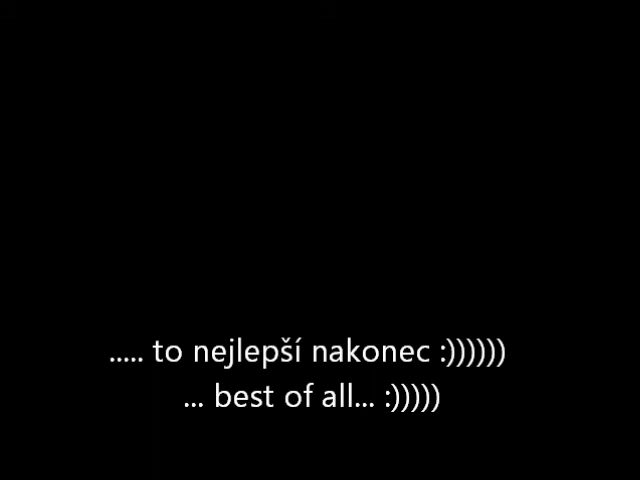 ..... to nejlepší nakonec :))))))
... best of all... :)))))